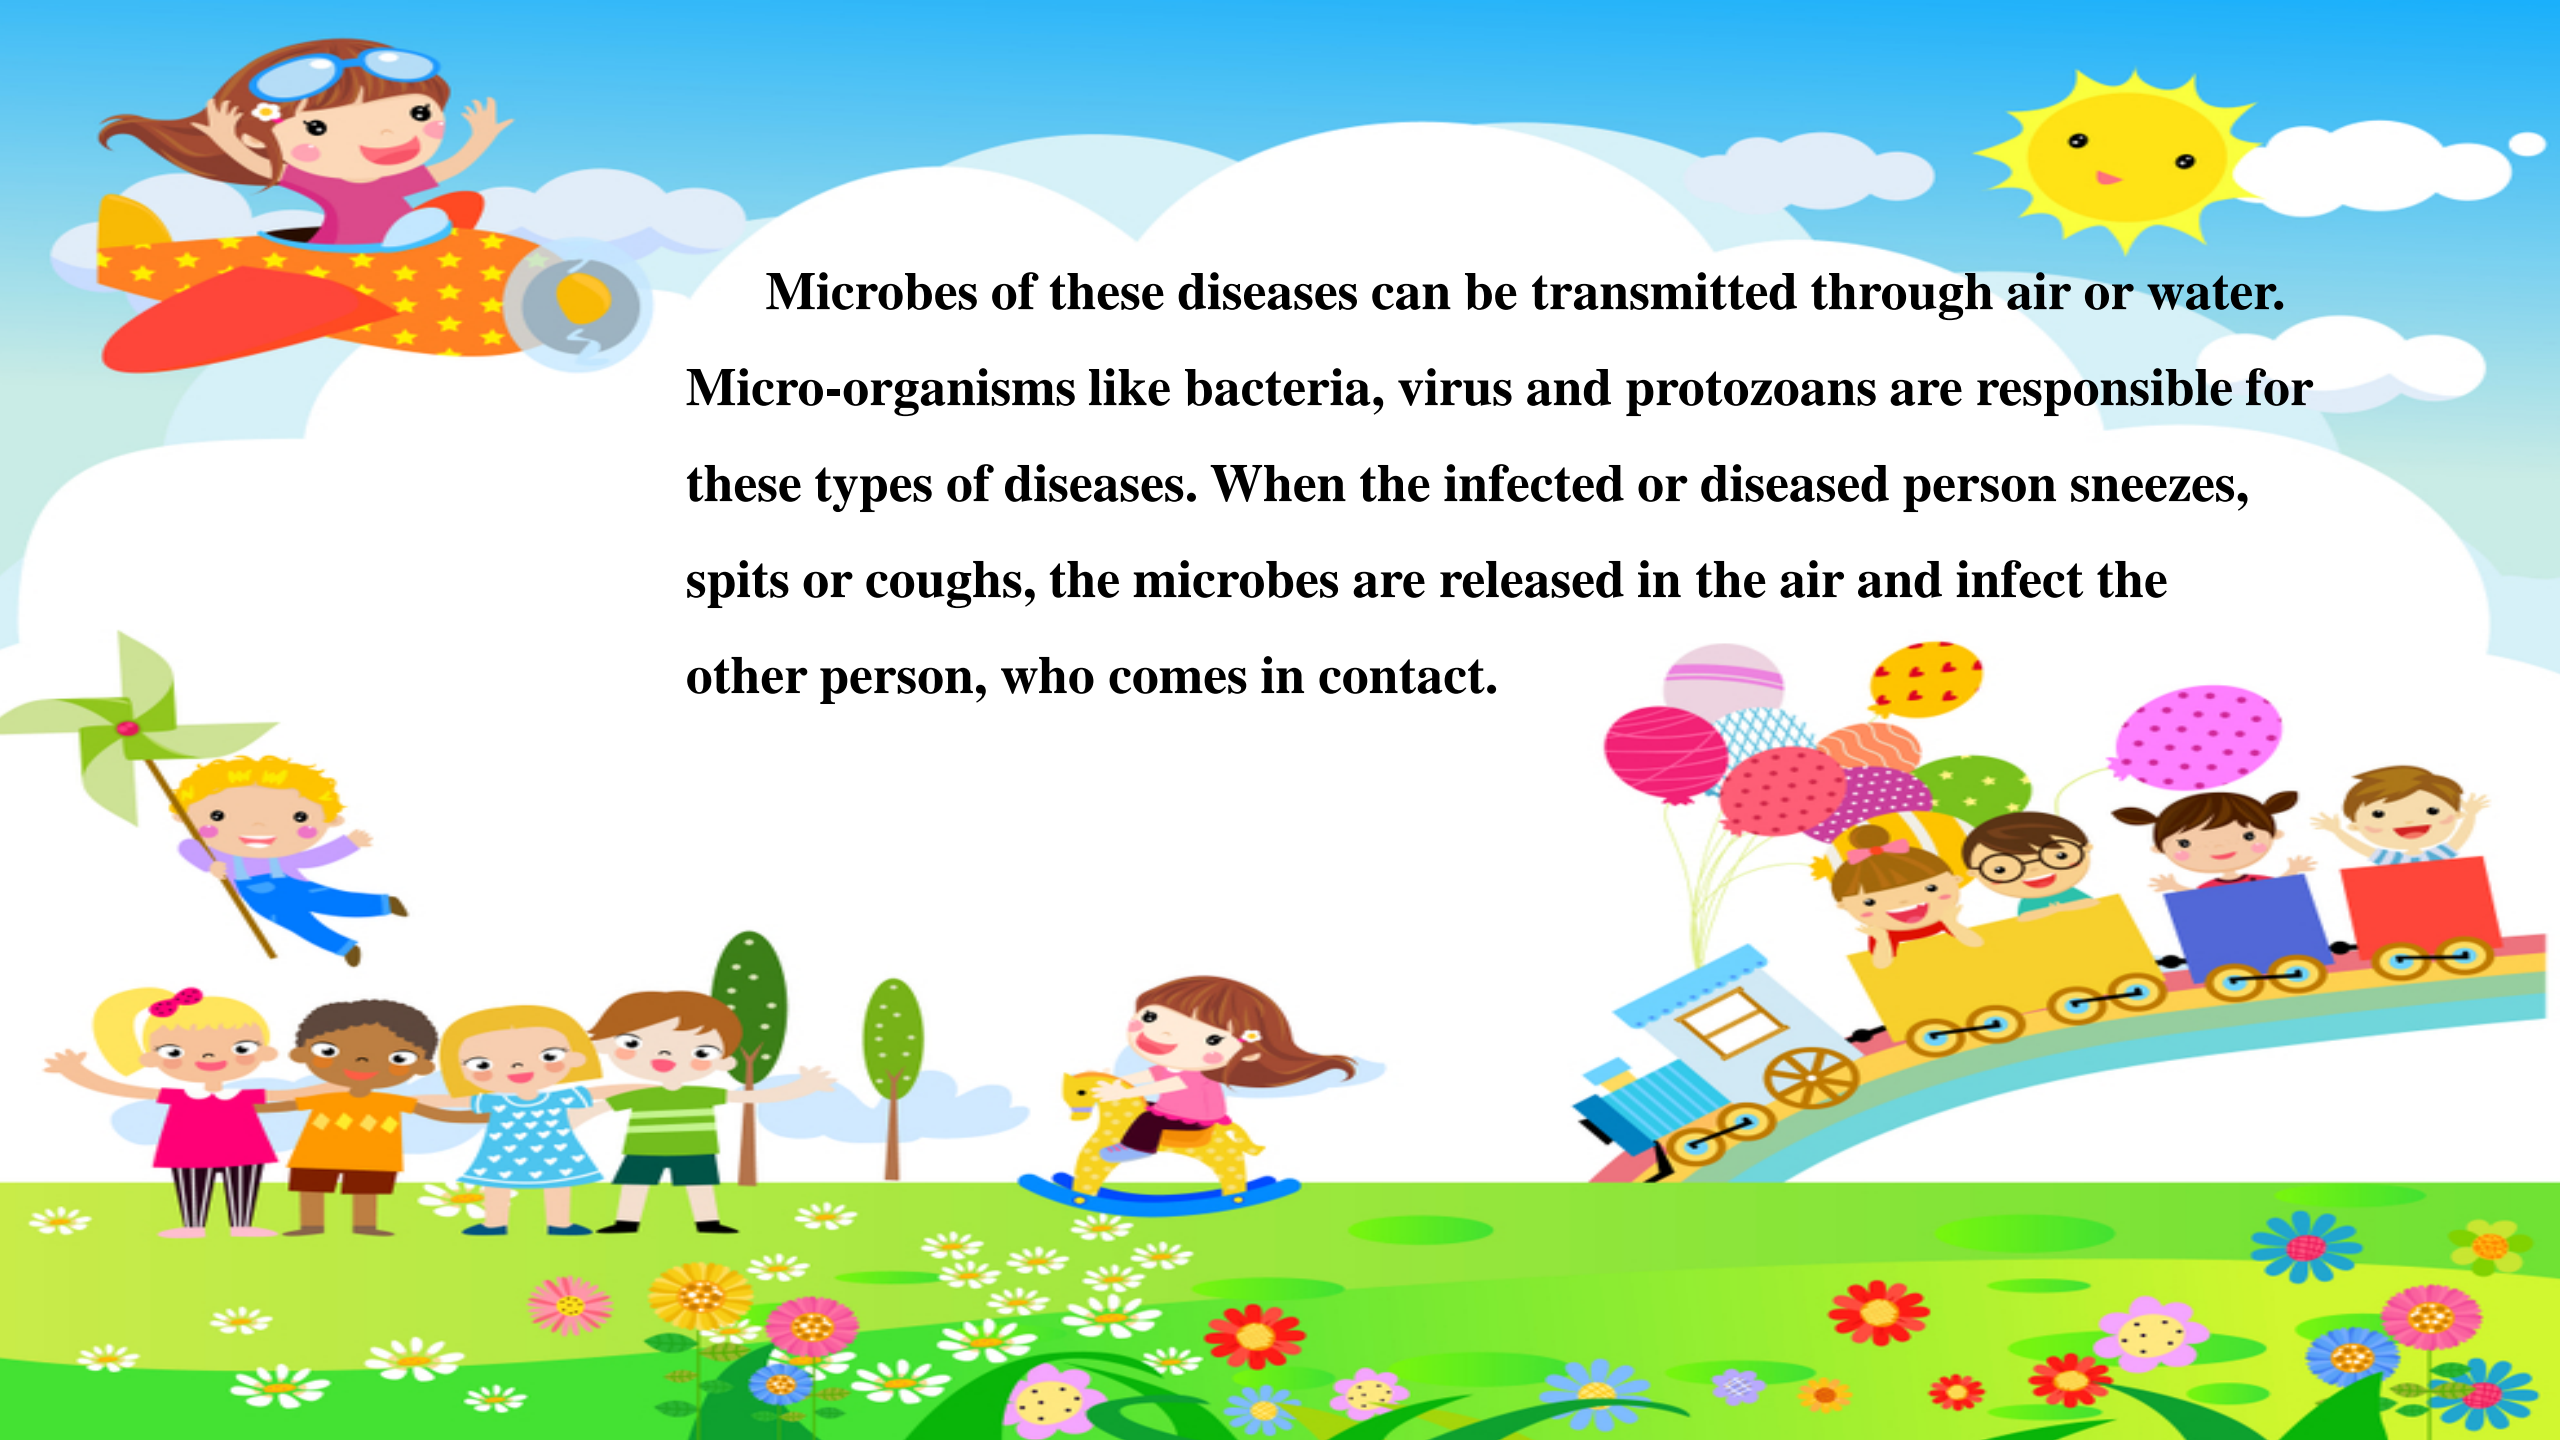 Microbes of these diseases can be transmitted through air or water.
Micro-organisms like bacteria, virus and protozoans are responsible for
these types of diseases. When the infected or diseased person sneezes,
spits or coughs, the microbes are released in the air and infect the
other person, who comes in contact.